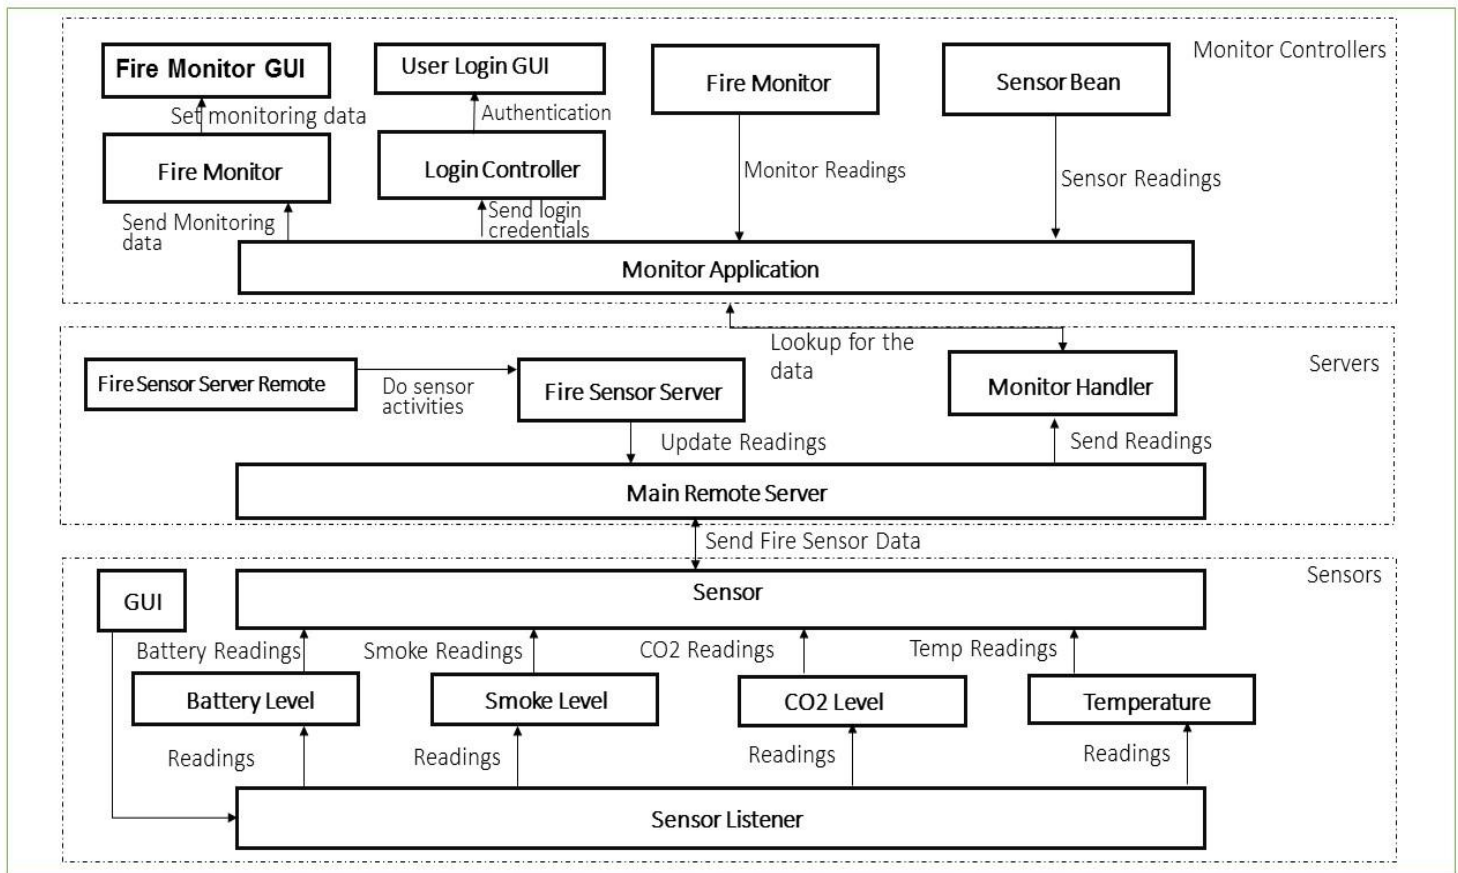 Monitor Controllers
Fire Monitor GUI
User Login GUI
Fire Monitor
Sensor Bean
Set monitoring data
Authentication
Fire Monitor
Login Controller
Monitor Readings
Sensor Readings
Send Monitoring
data
Send login
credentials
Monitor Application
Lookup for the
data
Servers
Fire Sensor Server Remote
Do sensor
activities
Fire Sensor Server
Monitor Handler
Update Readings
Send Readings
Main Remote Server
Send Fire Sensor Data
Sensors
GUI
Sensor
Battery Readings
Smoke Readings
CO2 Readings
Temp Readings
Battery Level
Smoke Level
CO2 Level
Temperature
Readings
Readings
Readings
Readings
Sensor Listener